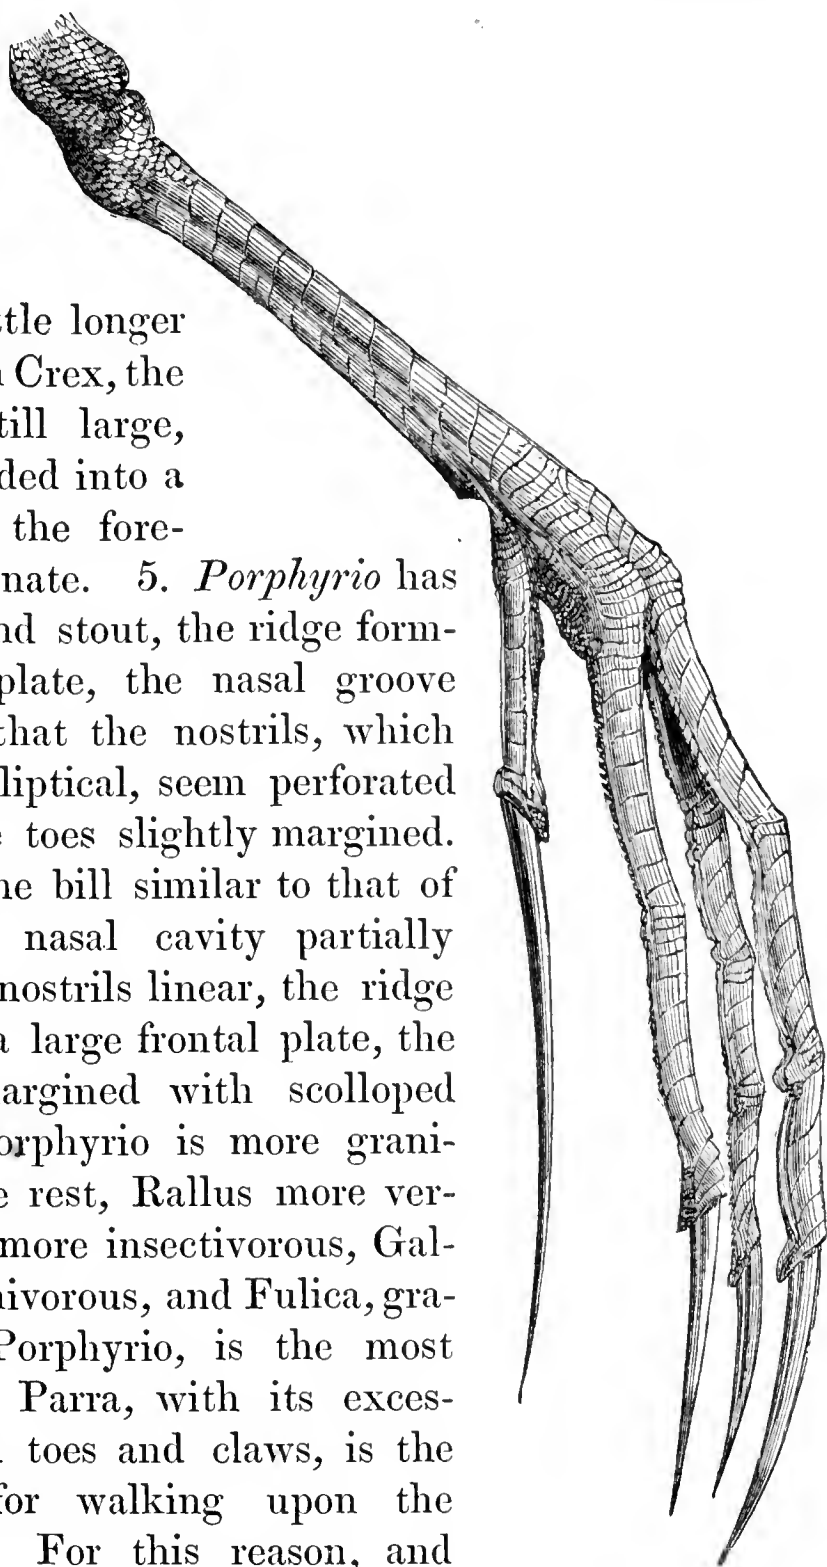 ttle longer
n Crex, the
till large,
ded into a
the fore-
nate. 5. Porphyrio has
nd stout, the ridge form-
plate, the nasal groove
that the nostrils, which
liptical, seem perforated
e toes slightly margined.
ne bill similar to that of
nasal cavity partially
nostrils linear, the ridge
a large frontal plate, the
argined with scolloped
orphyrio is more grani-
e rest, Rallus more ver-
more insectivorous, Gal-
nivorous, and Fulica, gra-
Porphyrio, is the most
Parra, with its exces-
toes and claws, is the
for walking upon the
For this reason, and